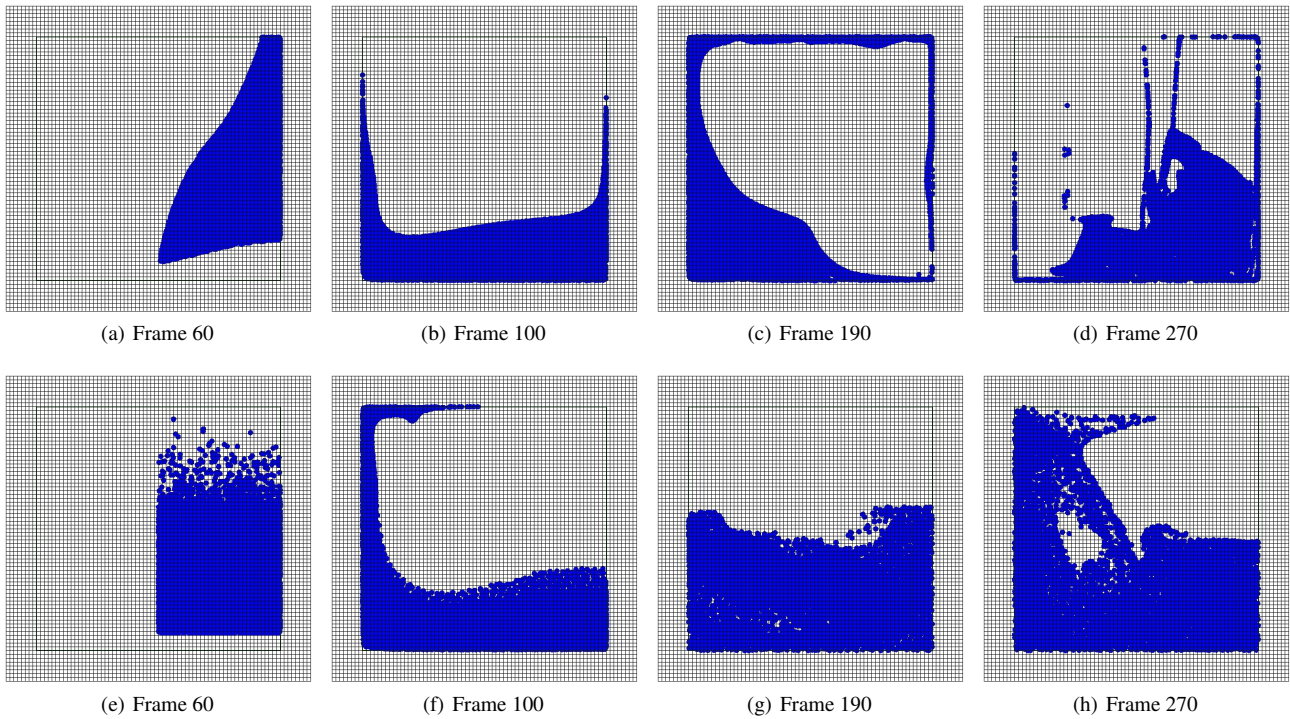 (a) Frame 60
(b) Frame 100
(c) Frame 190
(d) Frame 270
(e) Frame 60
(f) Frame 100
(g) Frame 190
(h) Frame 270